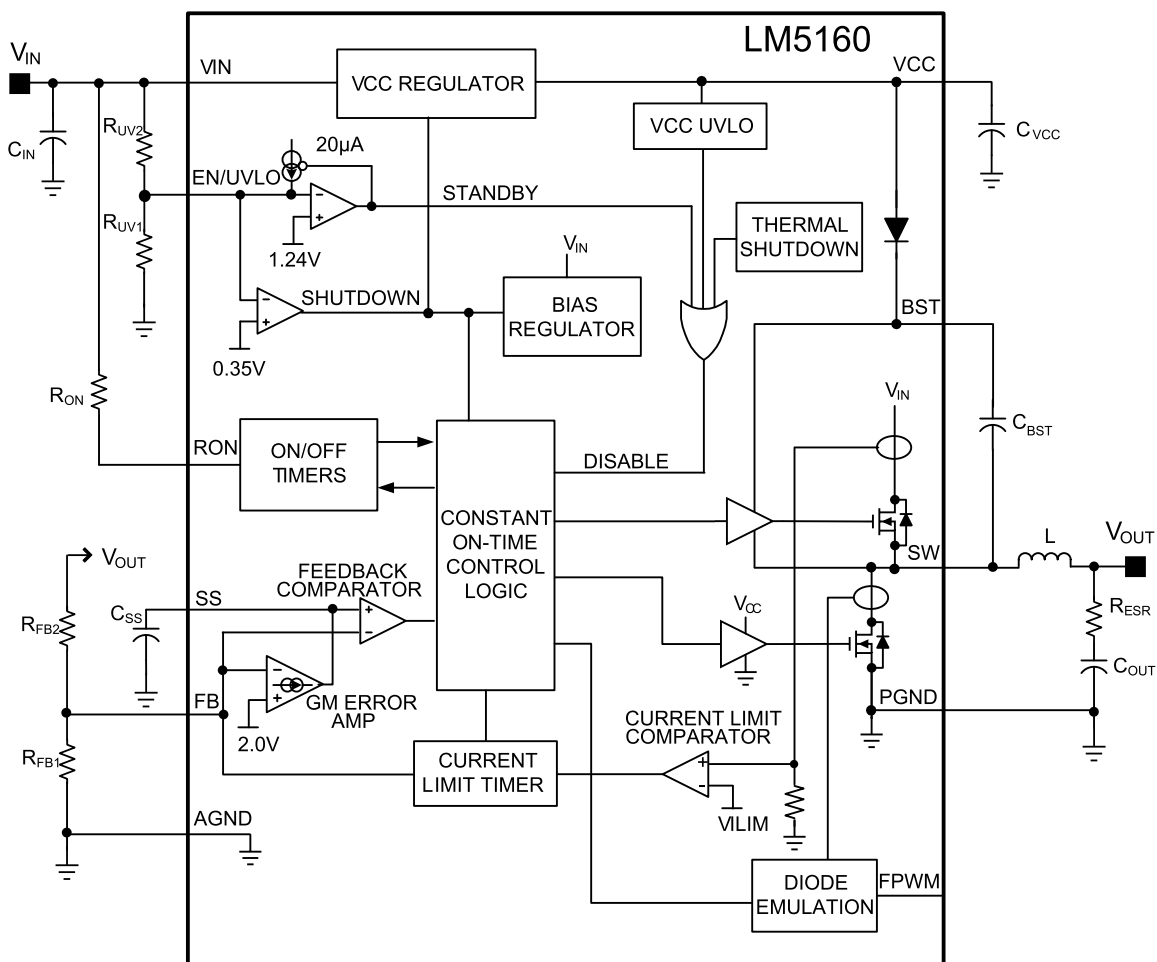 LM5160
VIN
VIN
VCC REGULATOR
VCC
CIN
RUV2
20µA
VCC UVLO
CVCC
EN/UVLO
STANDBY
RUV1
1.24V
THERMAL
SHUTDOWN
VIN
SHUTDOWN
BIAS
REGULATOR
BST
0.35V
RON
VIN
CBST
RON
ON/OFF
TIMERS
DISABLE
CONSTANT
ON-TIME
CONTROL
LOGIC
VOUT
SW
L
VOUT
FEEDBACK
COMPARATOR
SS
CSS
RFB2
VCC
RESR
COUT
FB
GM ERROR
AMP
2.0V
PGND
CURRENT LIMIT
COMPARATOR
RFB1
CURRENT
LIMIT TIMER
VILIM
AGND
DIODE
EMULATION
FPWM